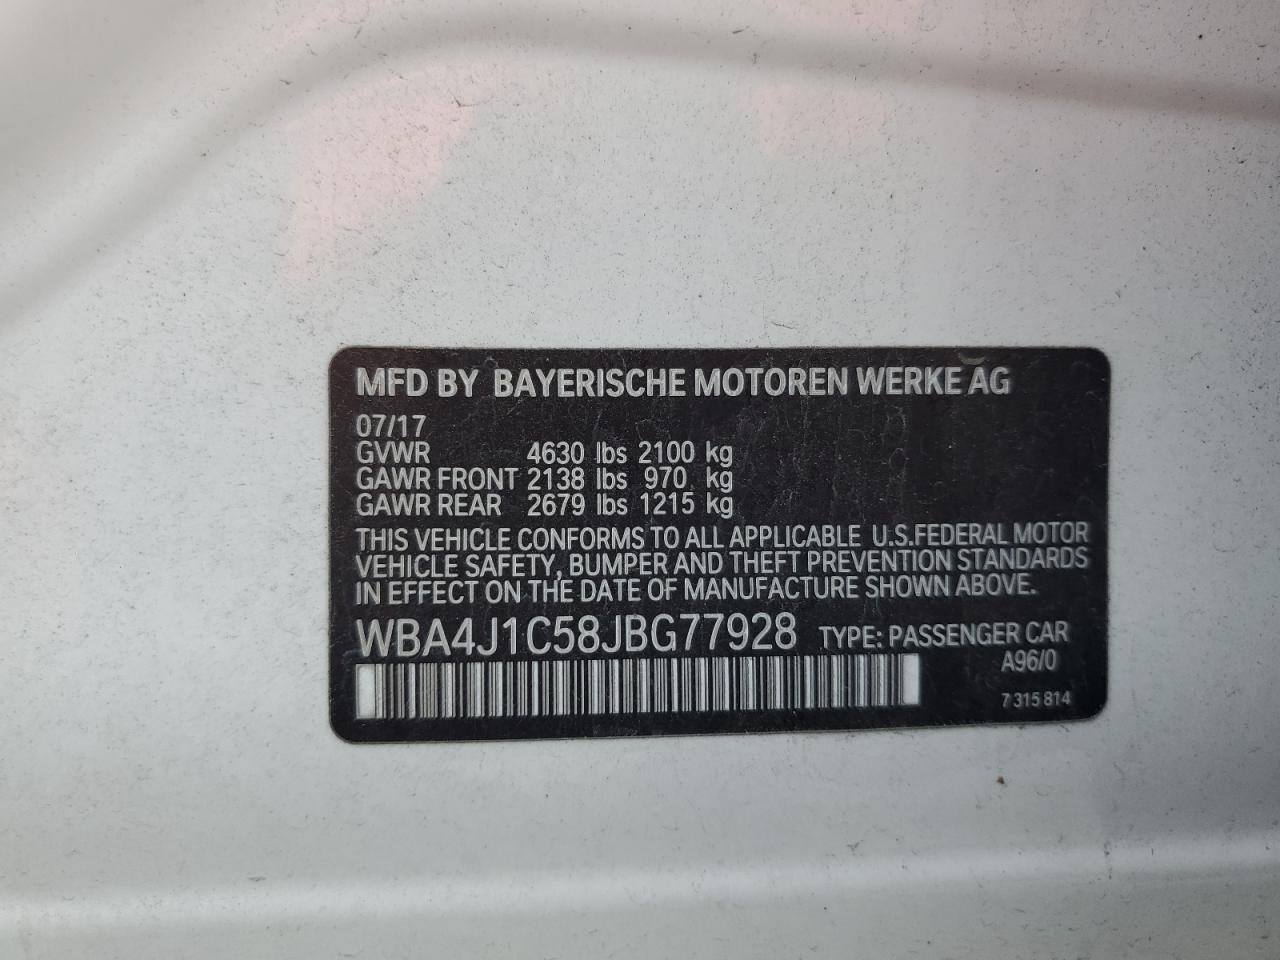 MFD BY BAYERISCHE MOTOREN WERKE AG
07/17
GVWR 4630 lbs 2100 kg
GAWR FRONT 2138 lbs 970 kg
GAWR REAR 2679 lbs 1215 kg
THIS VEHICLE CONFORMS TO ALL APPLICABLE U.S.FEDERAL MOTOR
VEHICLE SAFETY, BUMPER AND THEFT PREVENTION STANDARDS
IN EFFECT ON THE DATE OF MANUFACTURE SHOWN ABOVE.
WBA4J1C58JBG77928 TYPE: PASSENGER CAR
A96/0
7 315 814